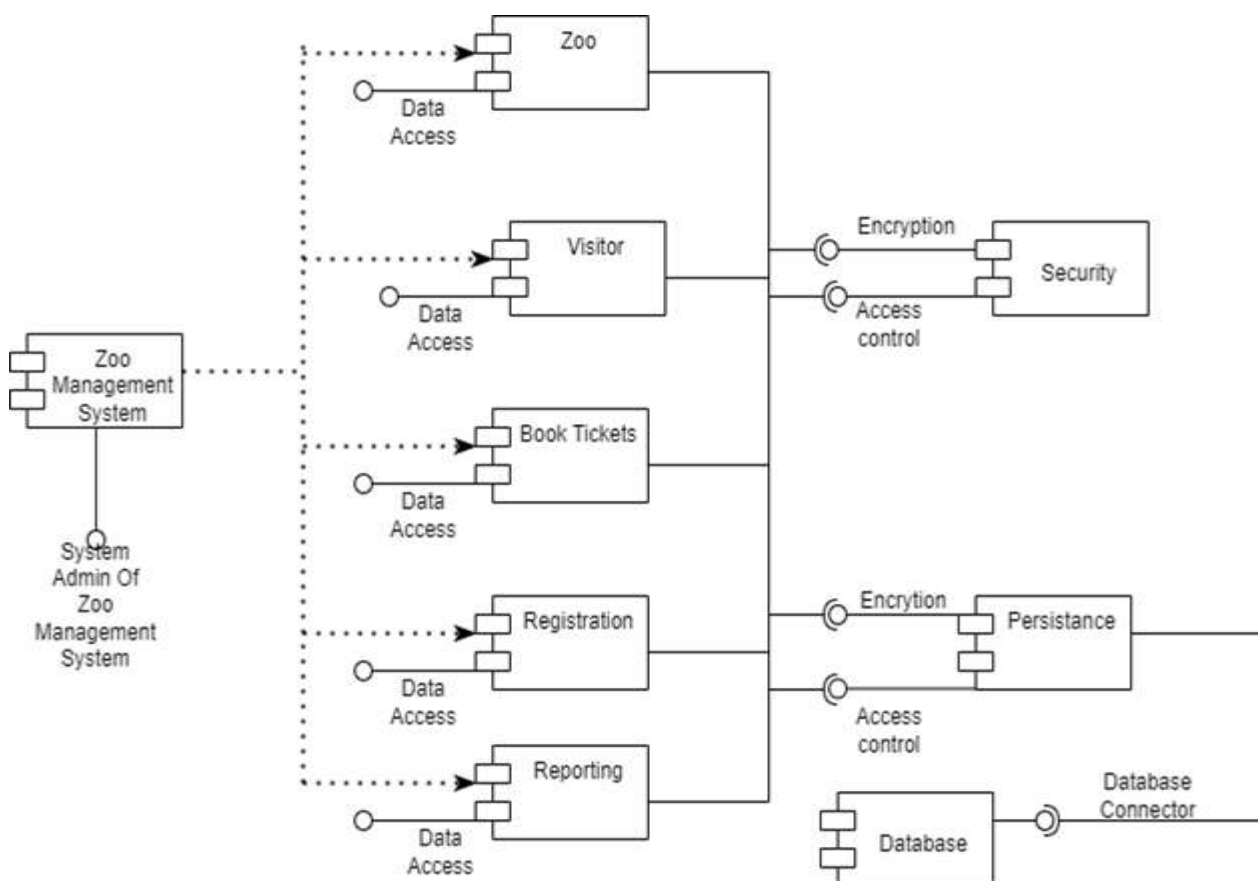 Zoo
Data
Access
Visitor
Data
Access
Encryption
Access
control
Security
Zoo
Management
System
System
Admin Of
Zoo
Management
System
Book Tickets
Data
Access
Registration
Data
Access
Encrytion
Access
control
Persistance
Reporting
Data
Access
Database
Database
Connector